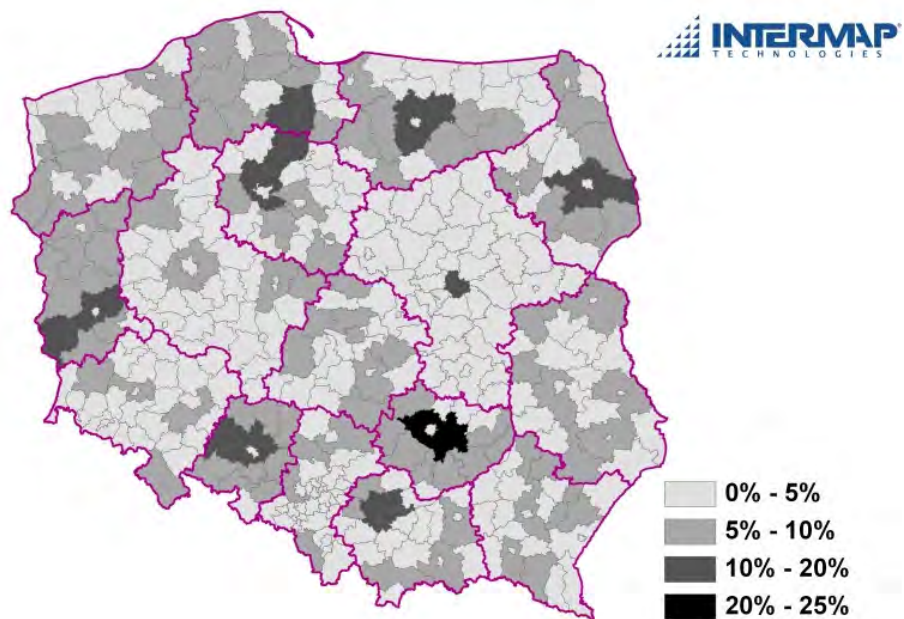 INTERMAP®
TECHNOLOGIES
0% - 5%
5% - 10%
10% - 20%
20% - 25%